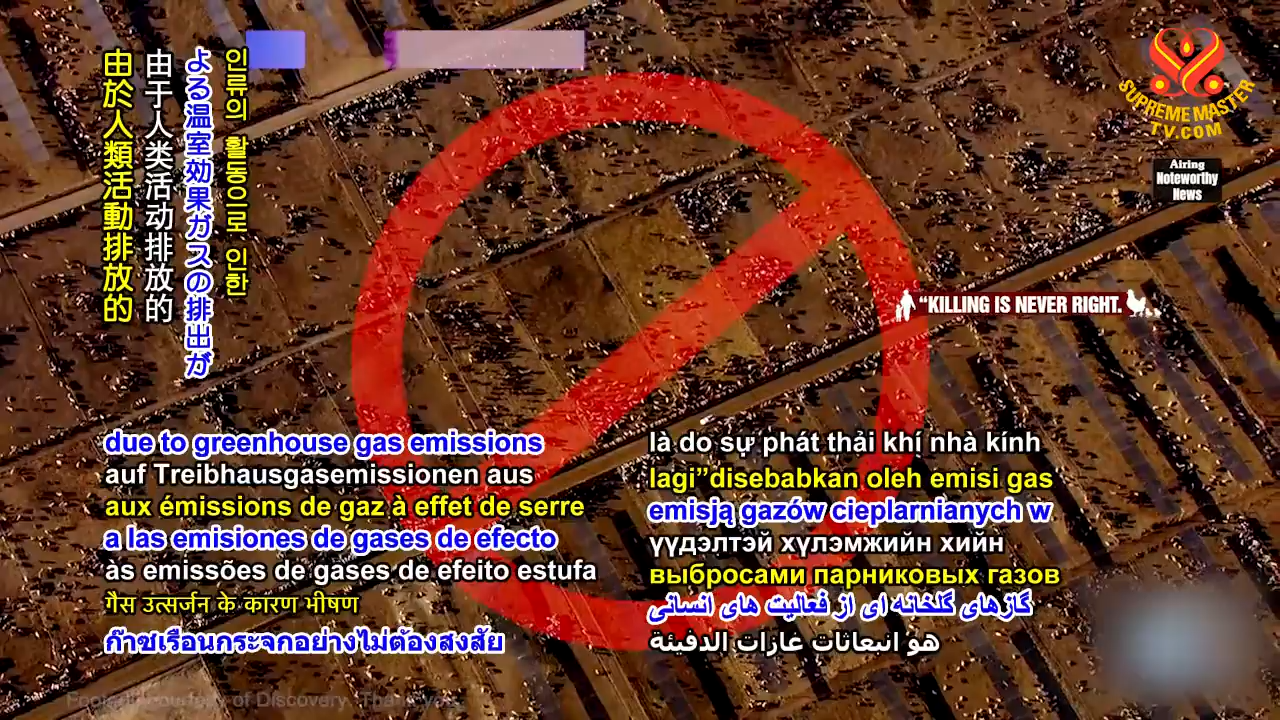 인류의 활동으로 인한
よる温室効果ガスの排出が
由于人类活动排放的
由於人類活動排放的
SUPREME MASTER
TV.COM
Airing
Noteworthy
News
“KILLING IS NEVER RIGHT.
due to greenhouse gas emissions
auf Treibhausgasemissionen aus
aux émissions de gaz à effet de serre
a las emisiones de gases de efecto
às emissões de gases de efeito estufa
गैस उत्सर्जन के कारण भीषण
ก๊าซเรือนกระจกอย่างไม่ต้องสงสัย
là do sự phát thải khí nhà kính
lagi”disebabkan oleh emisi gas
emisją gazów cieplarnianych w
үүдэлтэй хүлэмжийн хийн
выбросами парниковых газов
گازهای گلخانه ای از فعالیت های انسانی
هو انبعاثات غازات الدفيئة
Footage courtesy of Discovery. Thank you.